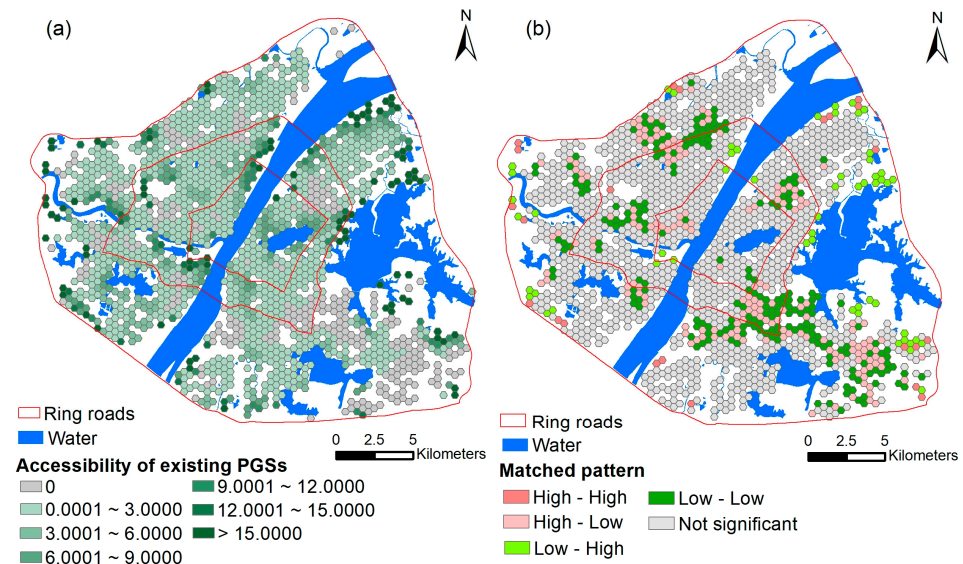 (a)
N
Ring roads
Water
0 2.5 5
Kilometers
Accessibility of existing PGSs
0
0.0001 ~ 3.0000
3.0001 ~ 6.0000
6.0001 ~ 9.0000
9.0001 ~ 12.0000
12.0001 ~ 15.0000
> 15.0000
(b)
N
Ring roads
Water
0 2.5 5
Kilometers
Matched pattern
High - High
High - Low
Low - High
Low - Low
Not significant